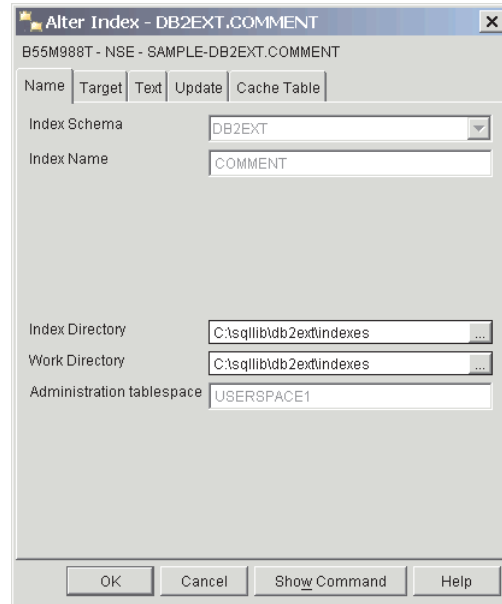 Alter Index - DB2EXT.COMMENT
B55M988T - NSE - SAMPLE-DB2EXT.COMMENT
Name Target Text Update Cache Table
Index Schema DB2EXT
Index Name COMMENT
Index Directory C:\sqllib\db2ext\indexes ...
Work Directory C:\sqllib\db2ext\indexes ...
Administration tablespace USERSPACE1
OK Cancel Show Command Help